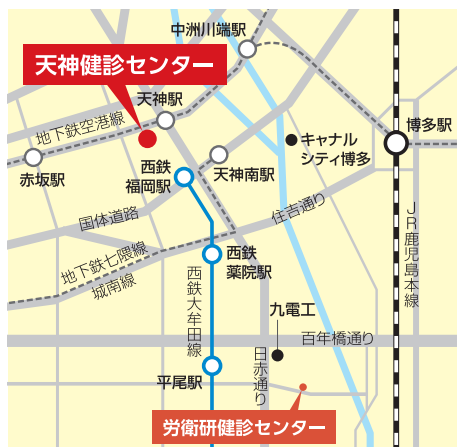 中洲川端駅
天神健診センター
天神駅
地下鉄空港線
博多駅
キャナル
シティ博多
赤坂駅
西鉄
福岡駅
天神南駅
国体道路
住吉通り
JR鹿児島本線
地下鉄七隈線
城南線
西鉄
薬院駅
西鉄大牟田線
九電工
百年橋通り
日赤通り
平尾駅
労衛研健診センター